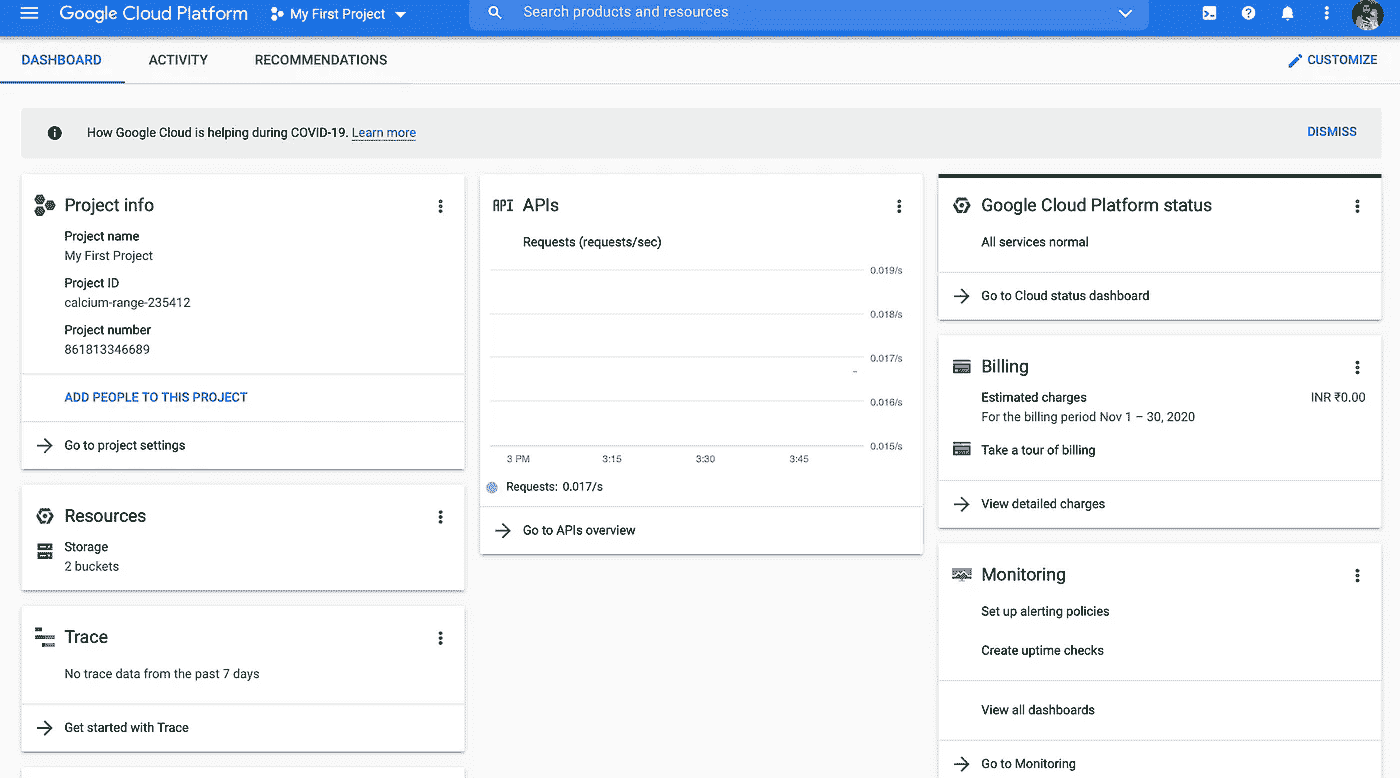 Google Cloud Platform
My First Project
Search products and resources
DASHBOARD
ACTIVITY
RECOMMENDATIONS
CUSTOMIZE
How Google Cloud is helping during COVID-19. Learn more
DISMISS
Project info
Project name
My First Project
Project ID
calcium-range-235412
Project number
861813346689
ADD PEOPLE TO THIS PROJECT
Go to project settings
Resources
Storage
2 buckets
Trace
No trace data from the past 7 days
Get started with Trace
API APIs
Requests (requests/sec)
0.019/s
0.018/s
0.017/s
0.016/s
0.015/s
3 PM 3:15 3:30 3:45
Requests: 0.017/s
Go to APIs overview
Google Cloud Platform status
All services normal
Go to Cloud status dashboard
Billing
Estimated charges INR ₹0.00
For the billing period Nov 1 – 30, 2020
Take a tour of billing
View detailed charges
Monitoring
Set up alerting policies
Create uptime checks
View all dashboards
Go to Monitoring